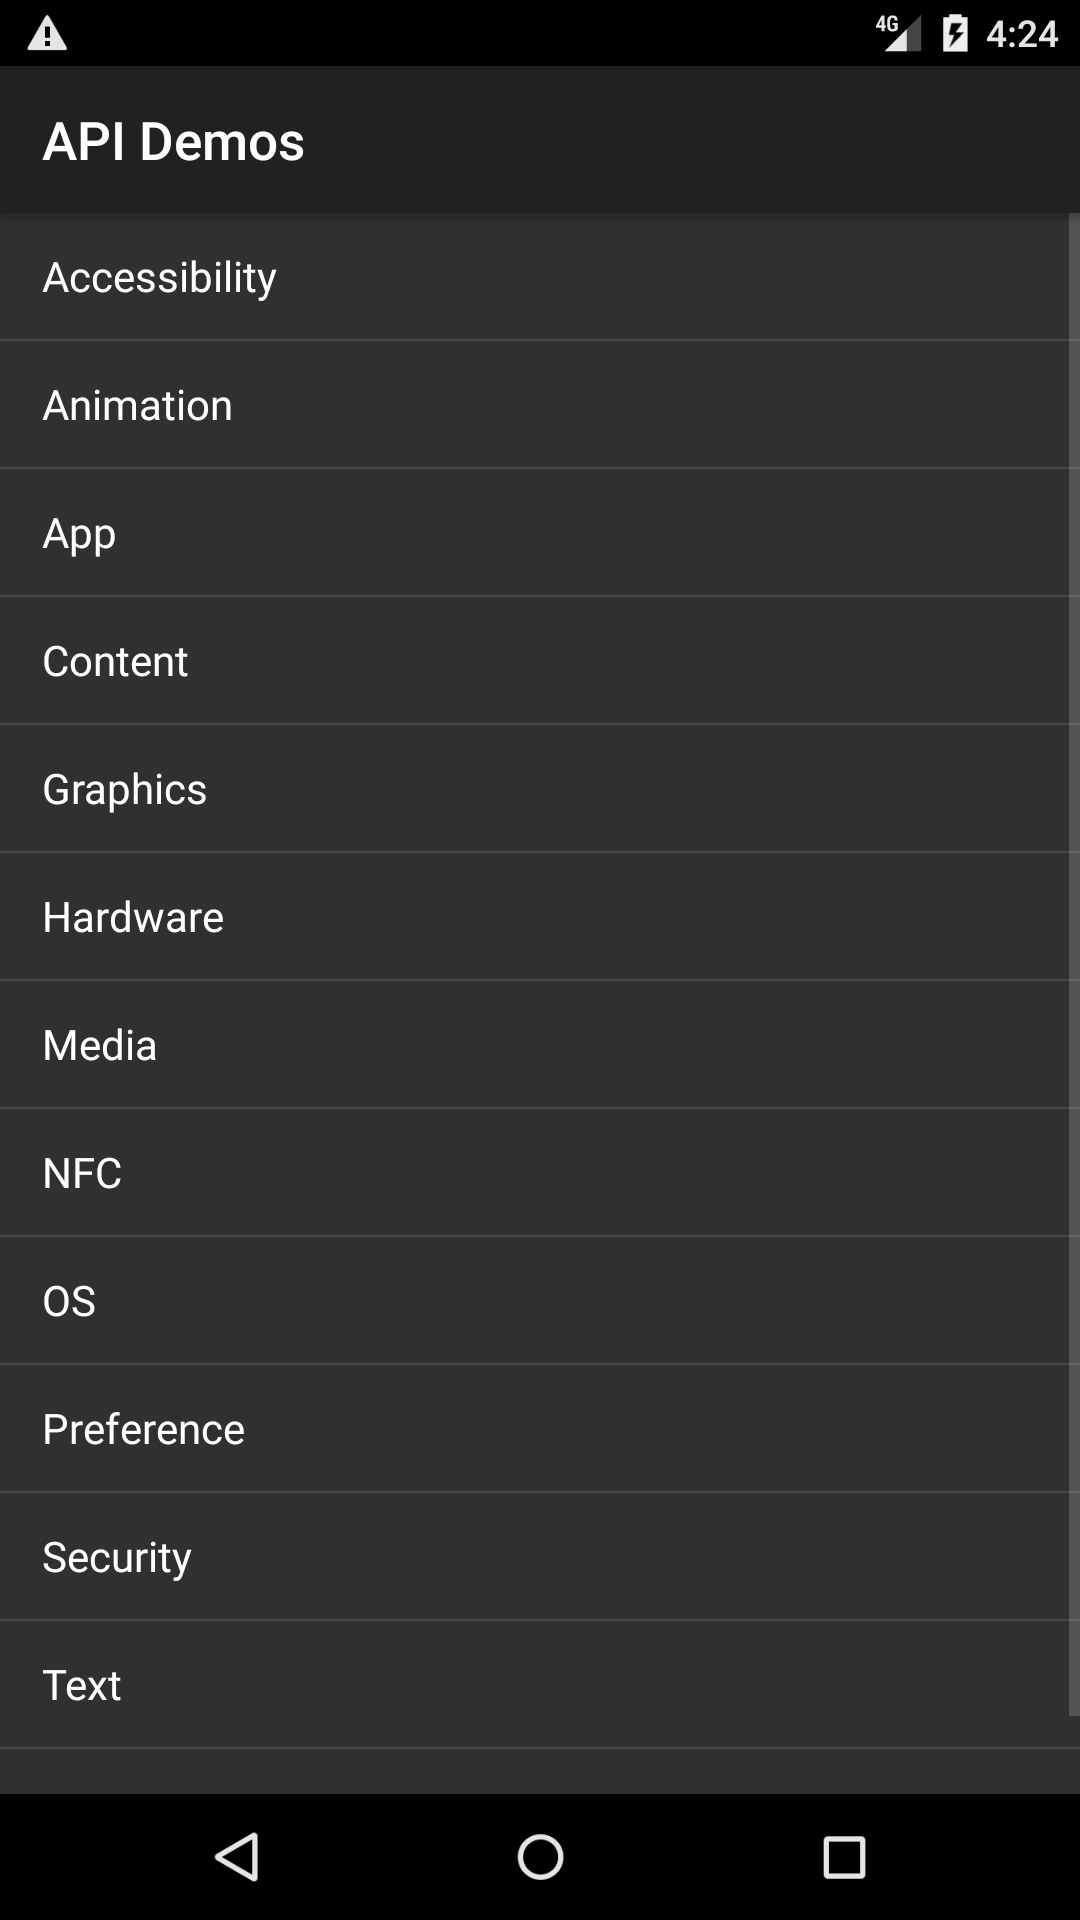 4G 4:24
API Demos
Accessibility
Animation
App
Content
Graphics
Hardware
Media
NFC
OS
Preference
Security
Text